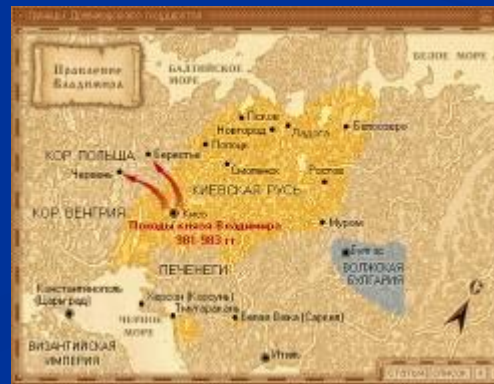 Правление
Владимира
БАЛТИЙСКОЕ
МОРЕ
БЕЛОЕ МОРЕ
Псков
Новгород
Ладога
Белоозеро
Полоцк
КОР. ПОЛЬША
Берестье
Червень
Смоленск
Ростов
КИЕВСКАЯ РУСЬ
КОР. ВЕНГРИЯ
Киев
Походы князя Владимира
981-983 гг
Муром
Булгар
ВОЛЖСКАЯ
БУЛГАРИЯ
ПЕЧЕНЕГИ
Константинополь
(Царьград)
Херсон (Корсунь)
Тмутаракань
Белая Вежа (Саркел)
ЧЕРНОЕ
МОРЕ
ВИЗАНТИЙСКАЯ
ИМПЕРИЯ
Итиль
С
СТАТЬЯ СПИСОК